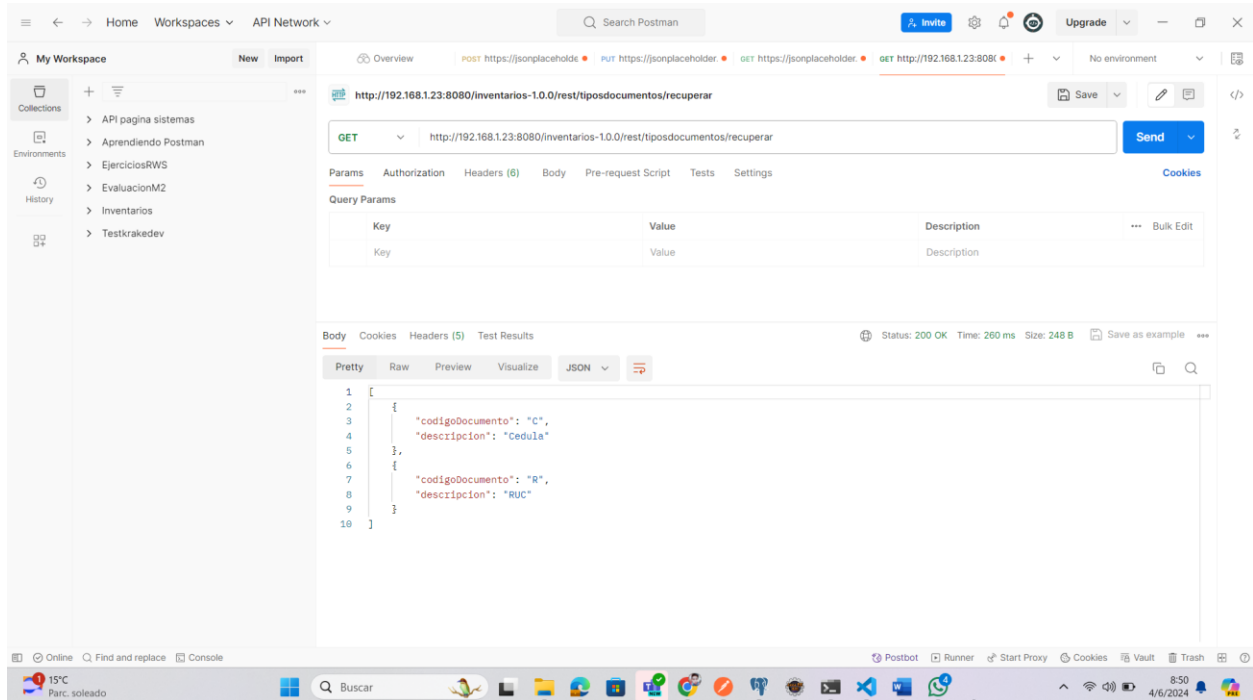 Home Workspaces API Network Search Postman Invite Upgrade
My Workspace New Import Overview POST https://jsonplaceholde PUT https://jsonplaceholder. GET https://jsonplaceholder. GET http://192.168.1.23:808( No environment
Collections
Environments
History
API pagina sistemas
Aprendiendo Postman
EjerciciosRWS
EvaluacionM2
Inventarios
Testkrakedev
HTTP http://192.168.1.23:8080/inventarios-1.0.0/rest/tiposdocumentos/recuperar Save
GET http://192.168.1.23:8080/inventarios-1.0.0/rest/tiposdocumentos/recuperar Send
Params Authorization Headers (6) Body Pre-request Script Tests Settings Cookies
Query Params
Key Value Description Bulk Edit
Key Value Description
Body Cookies Headers (5) Test Results Status: 200 OK Time: 260 ms Size: 248 B Save as example
Pretty Raw Preview Visualize JSON
1 [
2 {
3 "codigoDocumento": "C",
4 "descripcion": "Cedula"
5 },
6 {
7 "codigoDocumento": "R",
8 "descripcion": "RUC"
9 }
10 ]
Online Find and replace Console Postbot Runner Start Proxy Cookies Vault Trash
1 15°C Buscar 8:50
Parc. soleado 4/6/2024